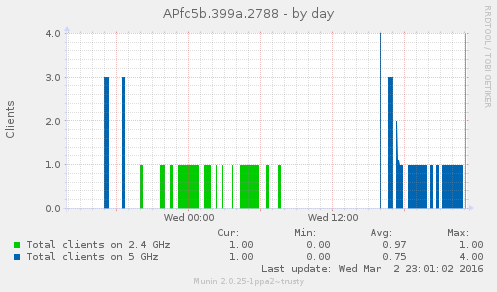 APfc5b.399a.2788 - by day
RRDTOOL / TOBI OETIKER
Clients
4.0
3.0
2.0
1.0
0.0
Wed 00:00 Wed 12:00
Cur: Min: Avg: Max:
Total clients on 2.4 GHz 1.00 0.00 0.97 1.00
Total clients on 5 GHz 1.00 0.00 0.75 4.00
Last update: Wed Mar 2 23:01:02 2016
Munin 2.0.25-1ppa2~trusty